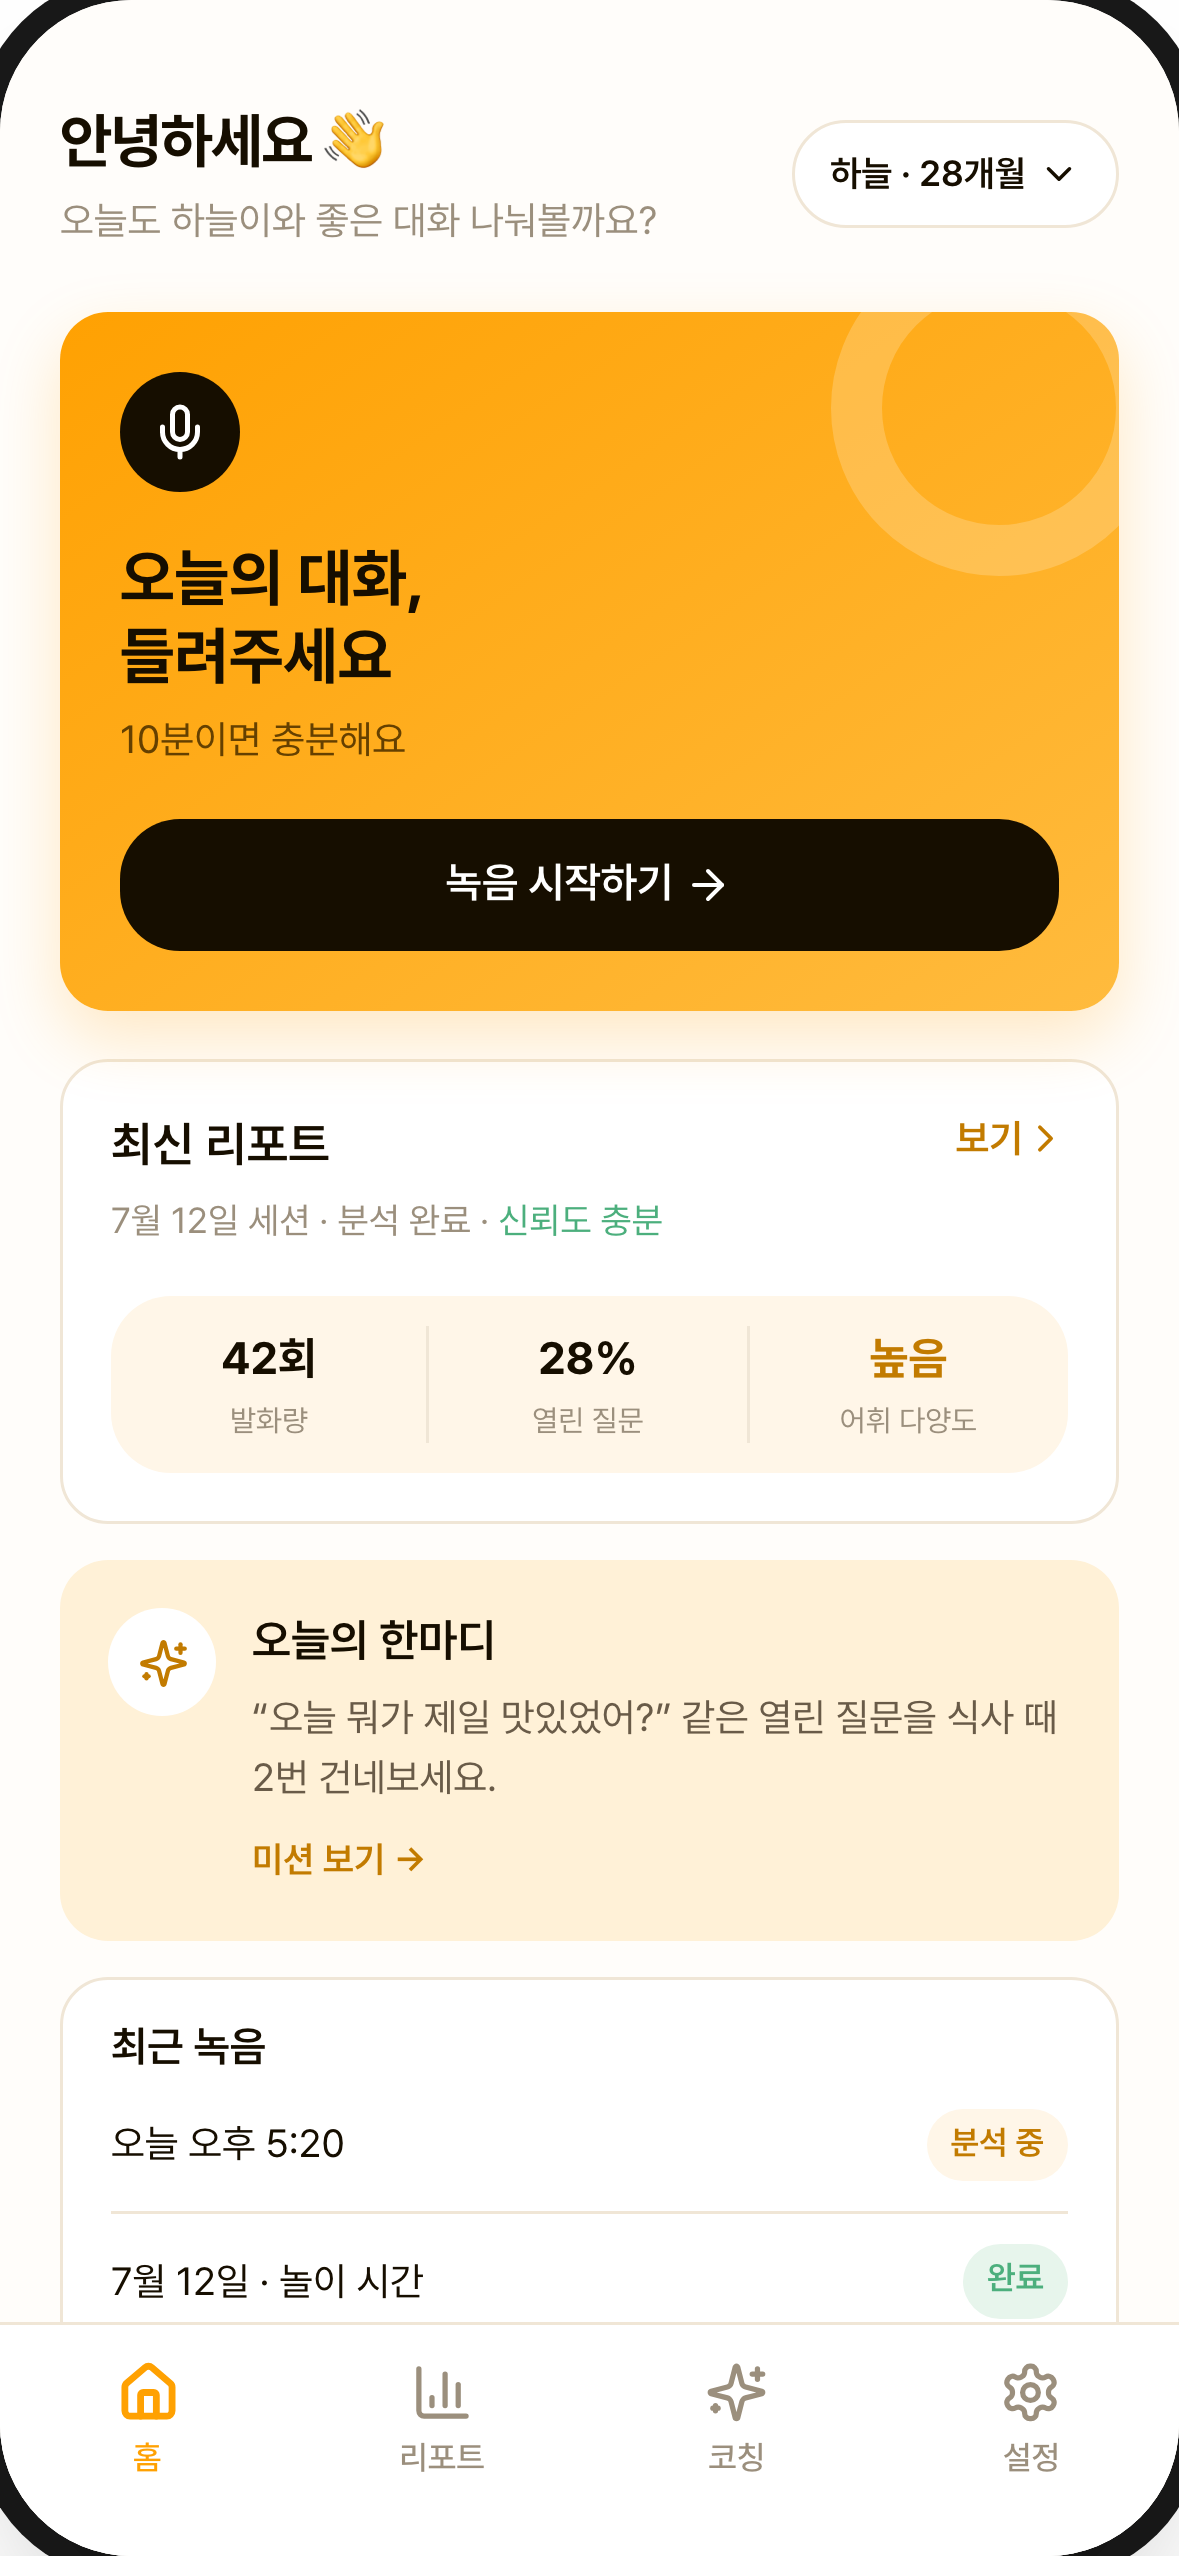 안녕하세요 👋
하늘 · 28개월
오늘도 하늘이와 좋은 대화 나눠볼까요?
오늘의 대화,
들려주세요
10분이면 충분해요
녹음 시작하기 →
최신 리포트
보기 >
7월 12일 세션 · 분석 완료 · 신뢰도 충분
42회
발화량
28%
열린 질문
높음
어휘 다양도
오늘의 한마디
“오늘 뭐가 제일 맛있었어?” 같은 열린 질문을 식사 때
2번 건네보세요.
미션 보기 →
최근 녹음
오늘 오후 5:20
분석 중
7월 12일 · 놀이 시간
완료
홈
리포트
코칭
설정